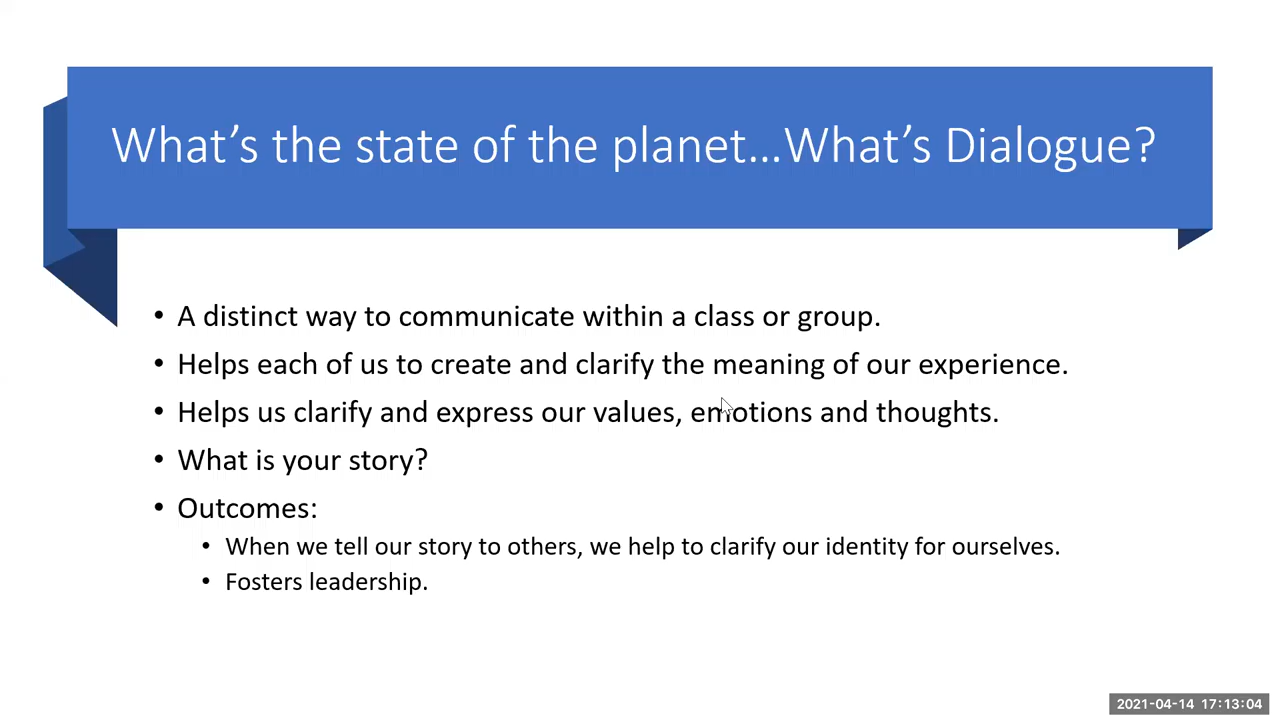 What’s the state of the planet…What’s Dialogue?
• A distinct way to communicate within a class or group.
• Helps each of us to create and clarify the meaning of our experience.
• Helps us clarify and express our values, emotions and thoughts.
• What is your story?
• Outcomes:
• When we tell our story to others, we help to clarify our identity for ourselves.
• Fosters leadership.
2021-04-14 17:13:04